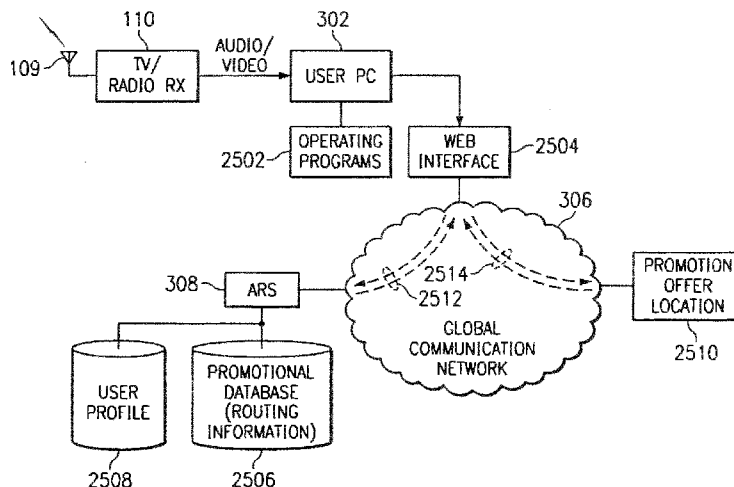 110
302
109
TV/
RADIO RX
AUDIO/
VIDEO
USER PC
2502
OPERATING
PROGRAMS
WEB
INTERFACE
2504
306
308
ARS
2514
2512
PROMOTION
OFFER
LOCATION
2510
GLOBAL
COMMUNICATION
NETWORK
USER
PROFILE
PROMOTIONAL
DATABASE
(ROUTING
INFORMATION)
2508
2506